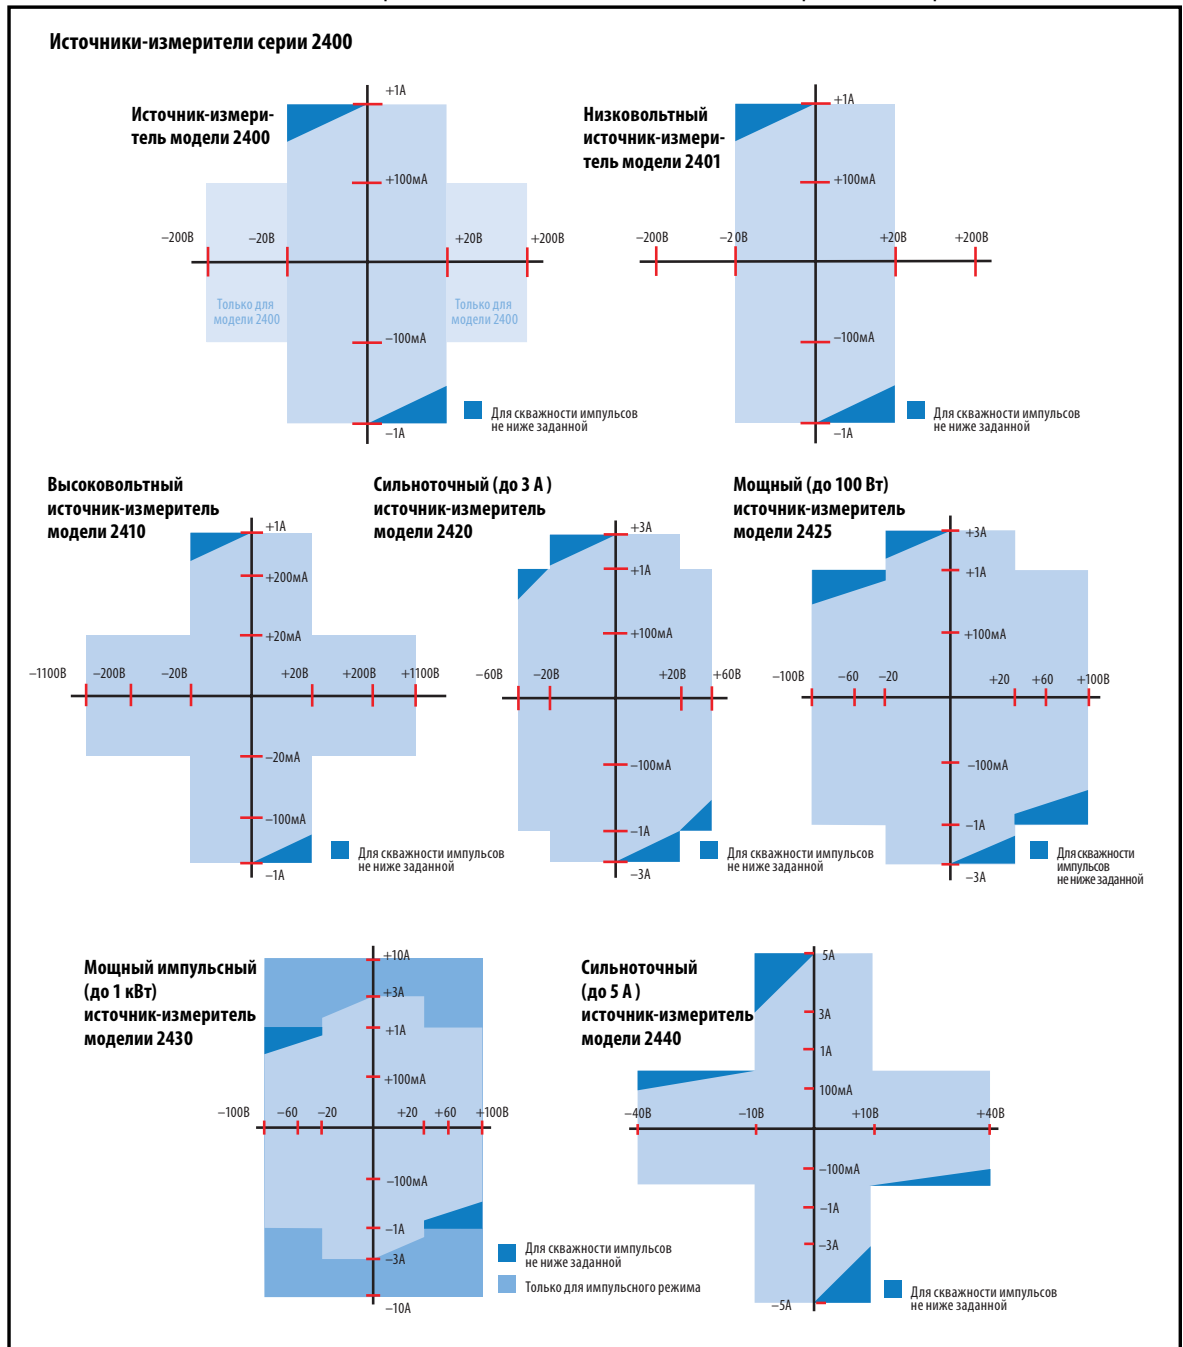 Источники-измерители серии 2400
Источник-измери-
тель модели 2400
+1А
+100мА
–200В
–20В
+20В
+200В
Только для
модели 2400
Только для
модели 2400
–100мА
–1А
Для скважности импульсов
не ниже заданной
Низковольтный
источник-измери-
тель модели 2401
+1А
+100мА
–200В
–20В
+20В
+200В
–100мА
–1А
Для скважности импульсов
не ниже заданной
Высоковольтный
источник-измеритель
модели 2410
+1А
+200мА
+20мА
–1100В
–200В
–20В
+20В
+200В
+1100В
–20мА
–100мА
–1А
Для скважности импульсов
не ниже заданной
Сильноточный (до 3 А )
источник-измеритель
модели 2420
+3А
+1А
+100мА
–60В
–20В
+20В
+60В
–100мА
–1А
–3А
Для скважности импульсов
не ниже заданной
Мощный (до 100 Вт)
источник-измеритель
модели 2425
+3А
+1А
+100мА
–100В
–60
–20
+20
+60
+100В
–100мА
–1А
–3А
Для скважности
импульсов
не ниже заданной
Мощный импульсный
(до 1 кВт)
источник-измеритель
моделии 2430
+10А
+3А
+1А
+100мА
–100В
–60
–20
+20
+60
+100В
–100мА
–1А
–3А
–10А
Для скважности импульсов
не ниже заданной
Только для импульсного режима
Сильноточный
(до 5 А )
источник-измеритель
модели 2440
5А
3А
1А
100мА
–40В
–10В
+10В
+40В
–100мА
–1А
–3А
–5А
Для скважности импульсов
не ниже заданной